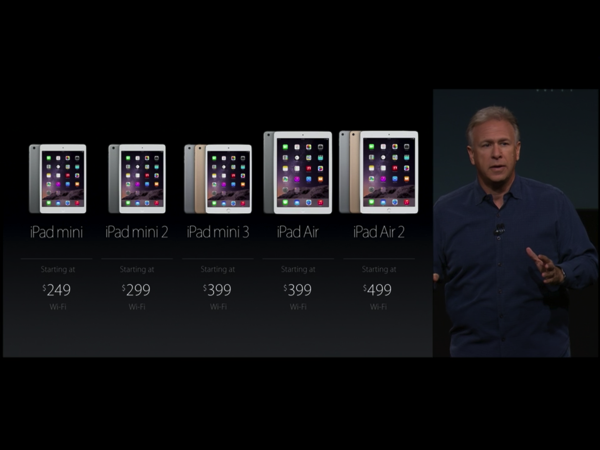 iPad mini
Starting at
$249
Wi-Fi
iPad mini 2
Starting at
$299
Wi-Fi
iPad mini 3
Starting at
$399
Wi-Fi
iPad Air
Starting at
$399
Wi-Fi
iPad Air 2
Starting at
$499
Wi-Fi